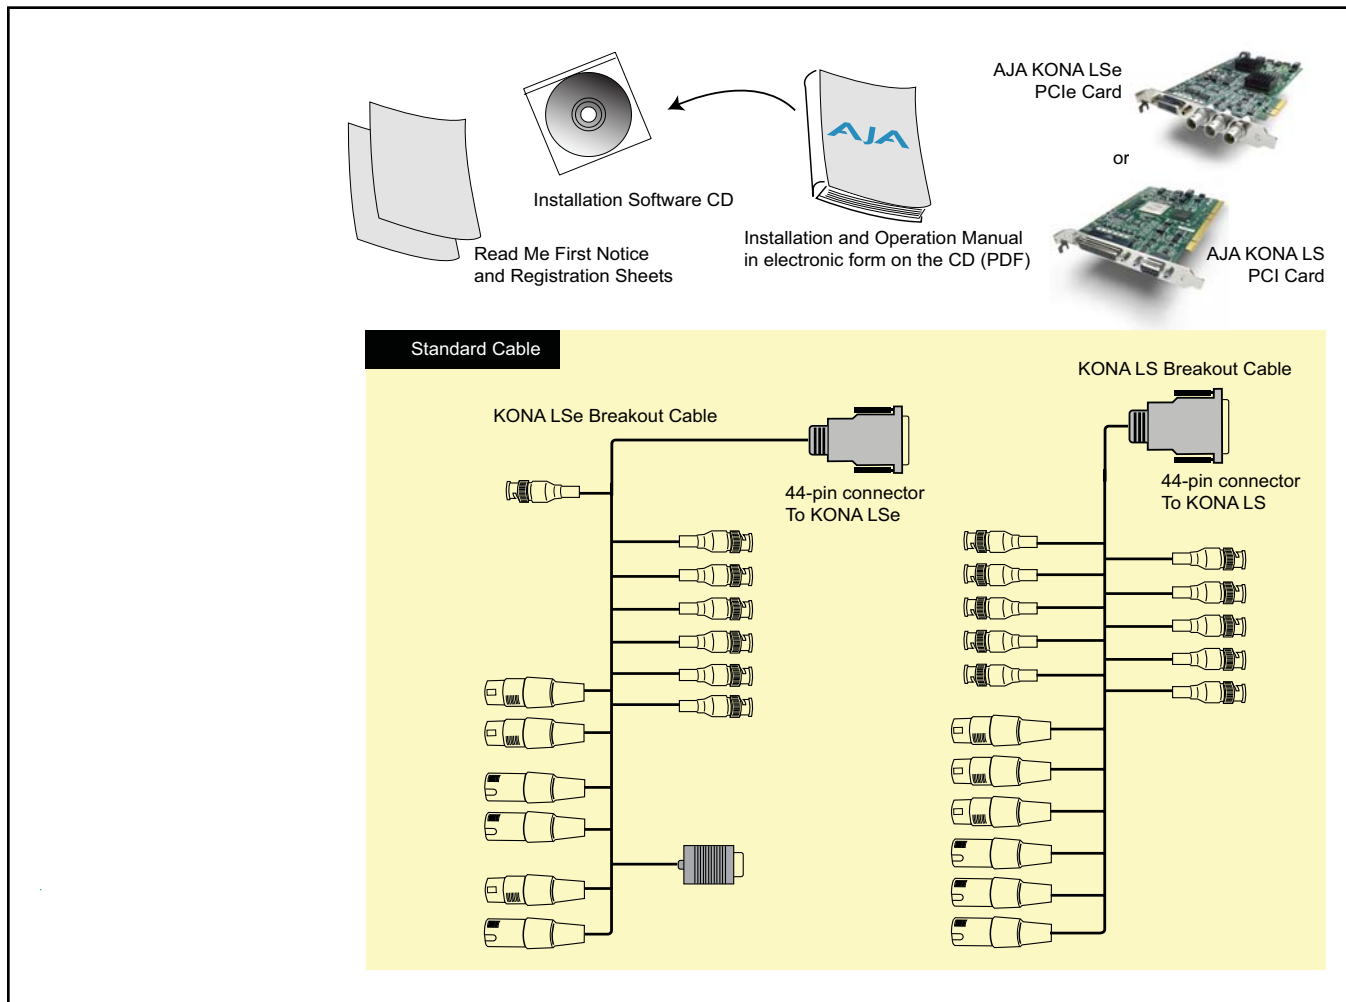 AJA KONA LSe
PCIe Card
or
AJA
Installation Software CD
Read Me First Notice
and Registration Sheets
Installation and Operation Manual
in electronic form on the CD (PDF)
AJA KONA LS
PCI Card
Standard Cable
KONA LSe Breakout Cable
44-pin connector
To KONA LSe
KONA LS Breakout Cable
44-pin connector
To KONA LS